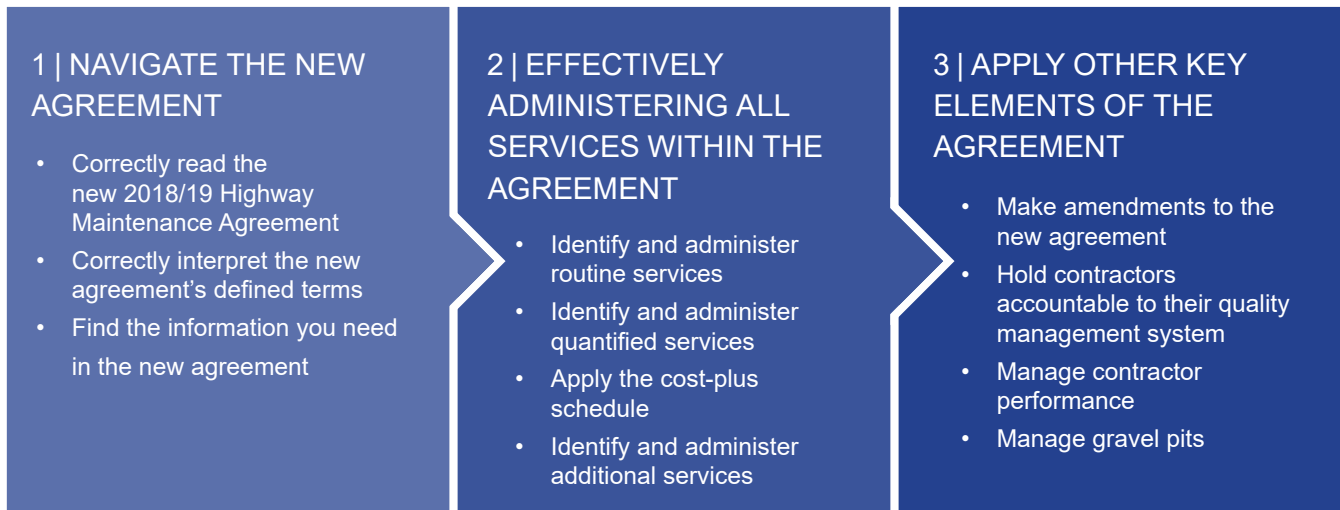 1 | NAVIGATE THE NEW
AGREEMENT
• Correctly read the
new 2018/19 Highway
Maintenance Agreement
• Correctly interpret the new
agreement’s defined terms
• Find the information you need
in the new agreement
2 | EFFECTIVELY
ADMINISTERING ALL
SERVICES WITHIN THE
AGREEMENT
• Identify and administer
routine services
• Identify and administer
quantified services
• Apply the cost-plus
schedule
• Identify and administer
additional services
3 | APPLY OTHER KEY
ELEMENTS OF THE
AGREEMENT
• Make amendments to the
new agreement
• Hold contractors
accountable to their quality
management system
• Manage contractor
performance
• Manage gravel pits